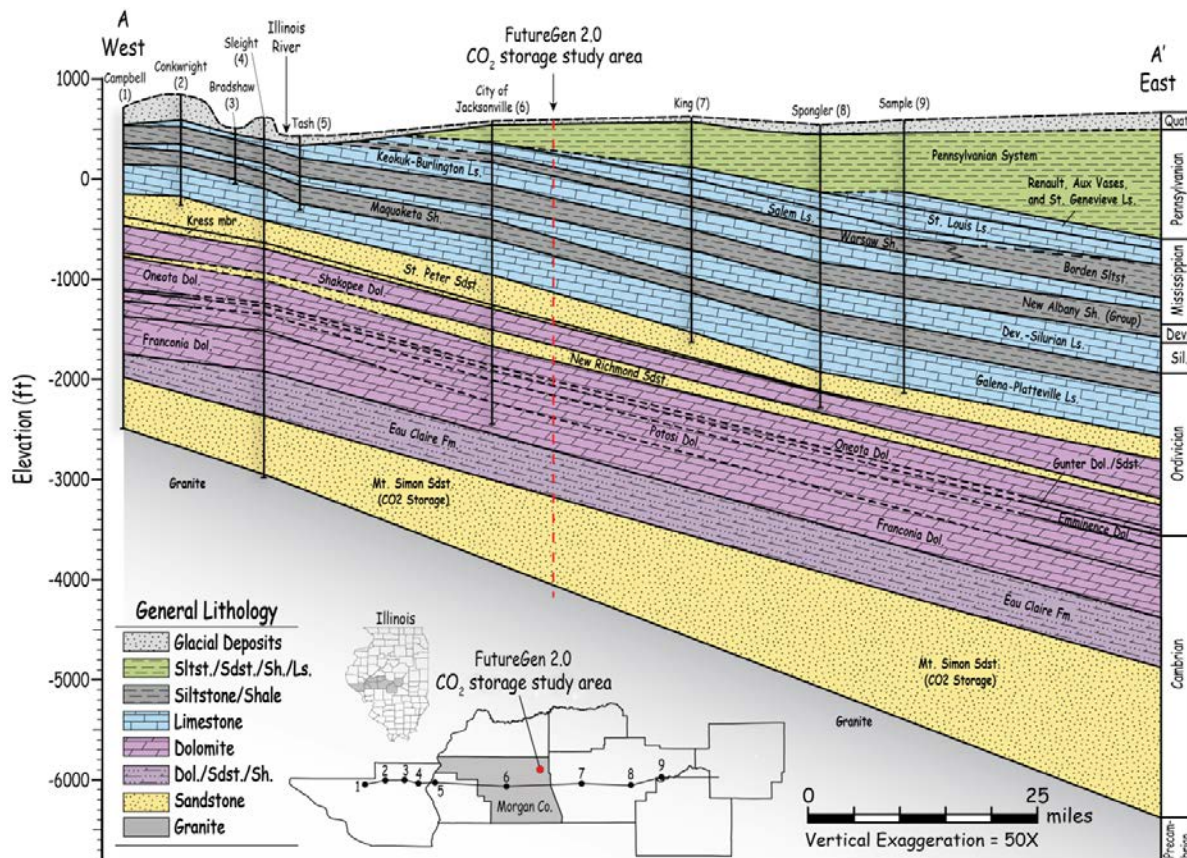 A
West
Campbell
(1)
Conkwright
(2)
Bradshaw
(3)
Sleight
(4)
Illinois
River
Tash (5)
City of
Jacksonville (6)
FutureGen 2.0
CO2 storage study area
King (7)
Spongler (8)
Sample (9)
A'
East
Elevation (ft)
1000
0
-1000
-2000
-3000
-4000
-5000
-6000
Quat
Pennsylvanian
Mississippian
Dev.
Sil.
Ordivician
Cambrian
Precam-
Pennsylvanian System
Renault, Aux Vases,
and St. Genevieve Ls.
Keokuk-Burlington Ls.
Salem Ls.
St. Louis Ls.
Warsaw Sh.
Borden Sltst.
Maquoketa Sh.
New Albany Sh. (Group)
Dev.-Silurian Ls.
Kress mbr.
St. Peter Sdst.
Galena-Platteville Ls.
Oneota Dol.
Shakopee Dol.
New Richmond Sdst.
Franconia Dol.
Potosi Dol.
Oneota Dol.
Gunter Dol./Sdst.
Emminence Dol.
Eau Claire Fm.
Franconia Dol.
Granite
Mt. Simon Sdst
(CO2 Storage)
Eau Claire Fm.
Mt. Simon Sdst
(CO2 Storage)
Granite
General Lithology
Glacial Deposits
Sltst./Sdst./Sh./Ls.
Siltstone/Shale
Limestone
Dolomite
Dol./Sdst./Sh.
Sandstone
Granite
Illinois
FutureGen 2.0
CO2 storage study area
1
2
3
4
5
6
7
8
9
Morgan Co.
0
25
miles
Vertical Exaggeration = 50X